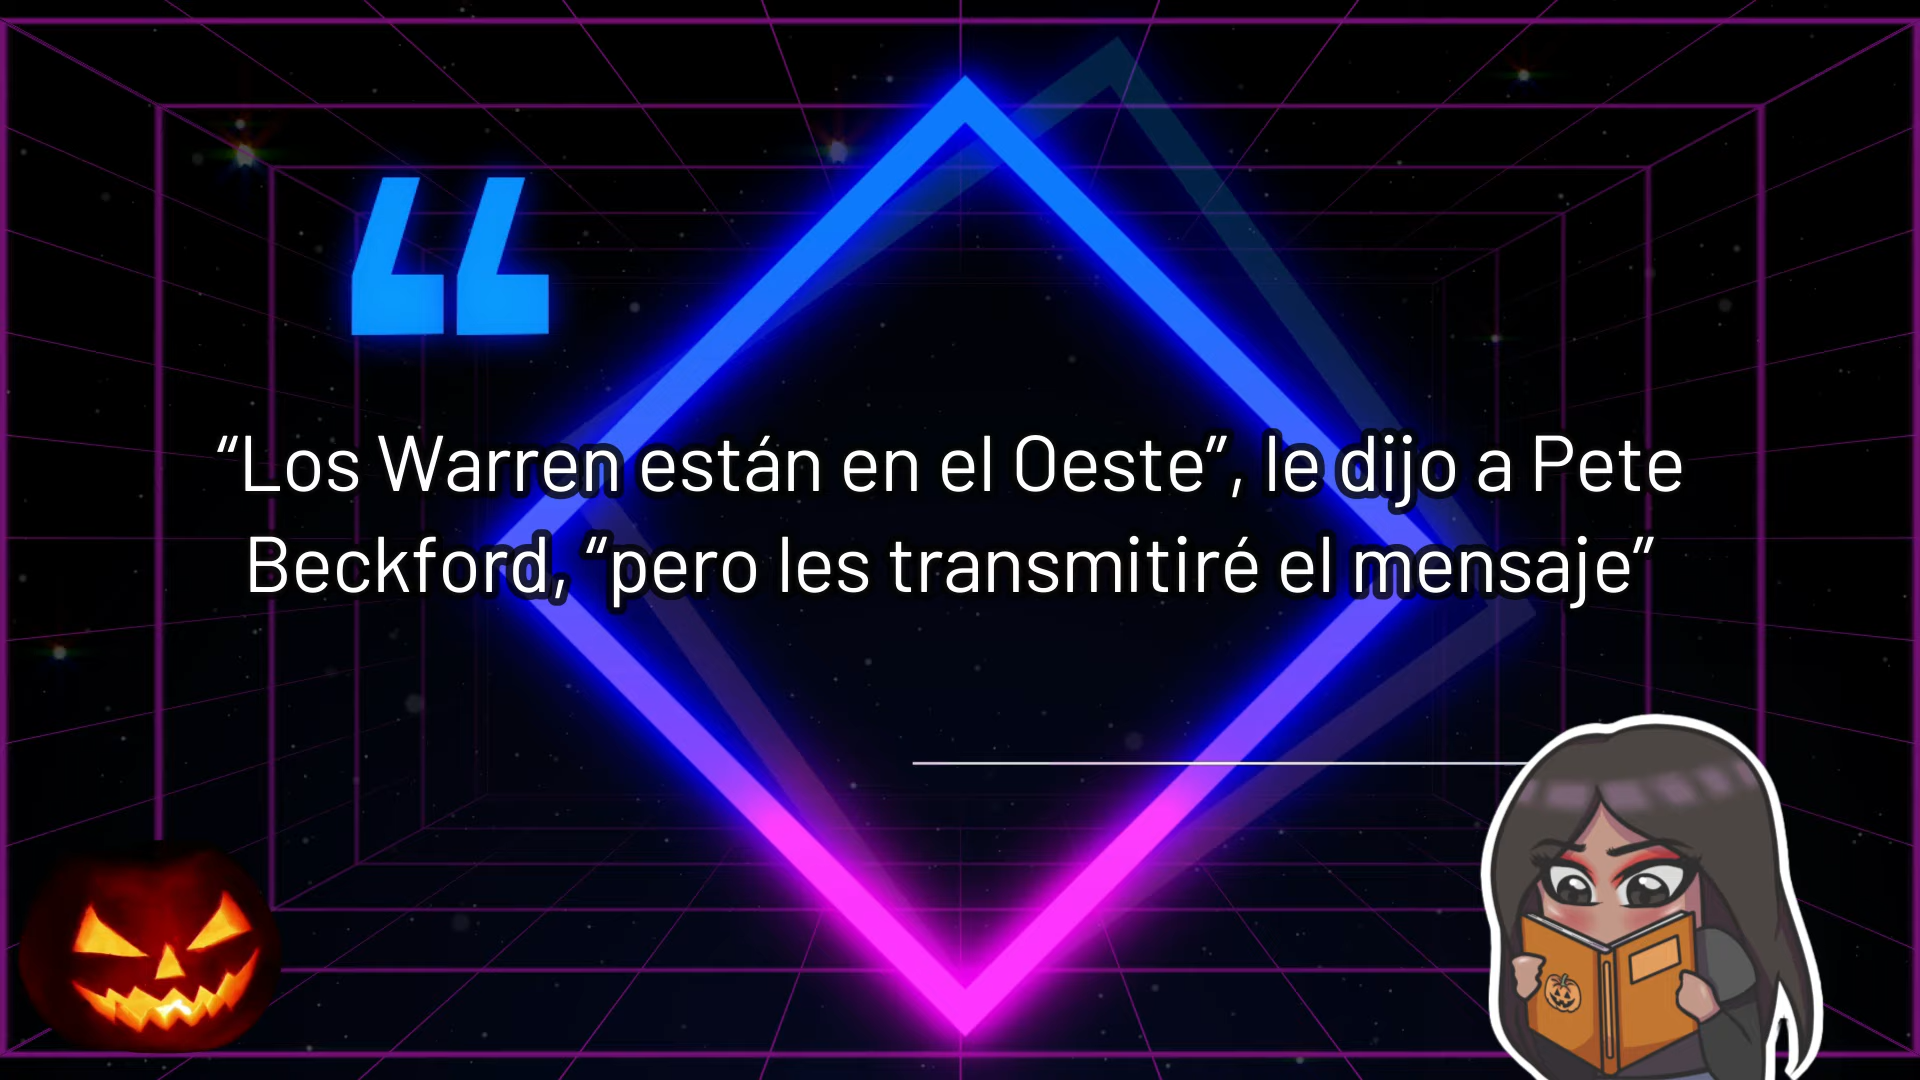 “Los Warren están en el Oeste”, le dijo a Pete
Beckford, “pero les transmitiré el mensaje”